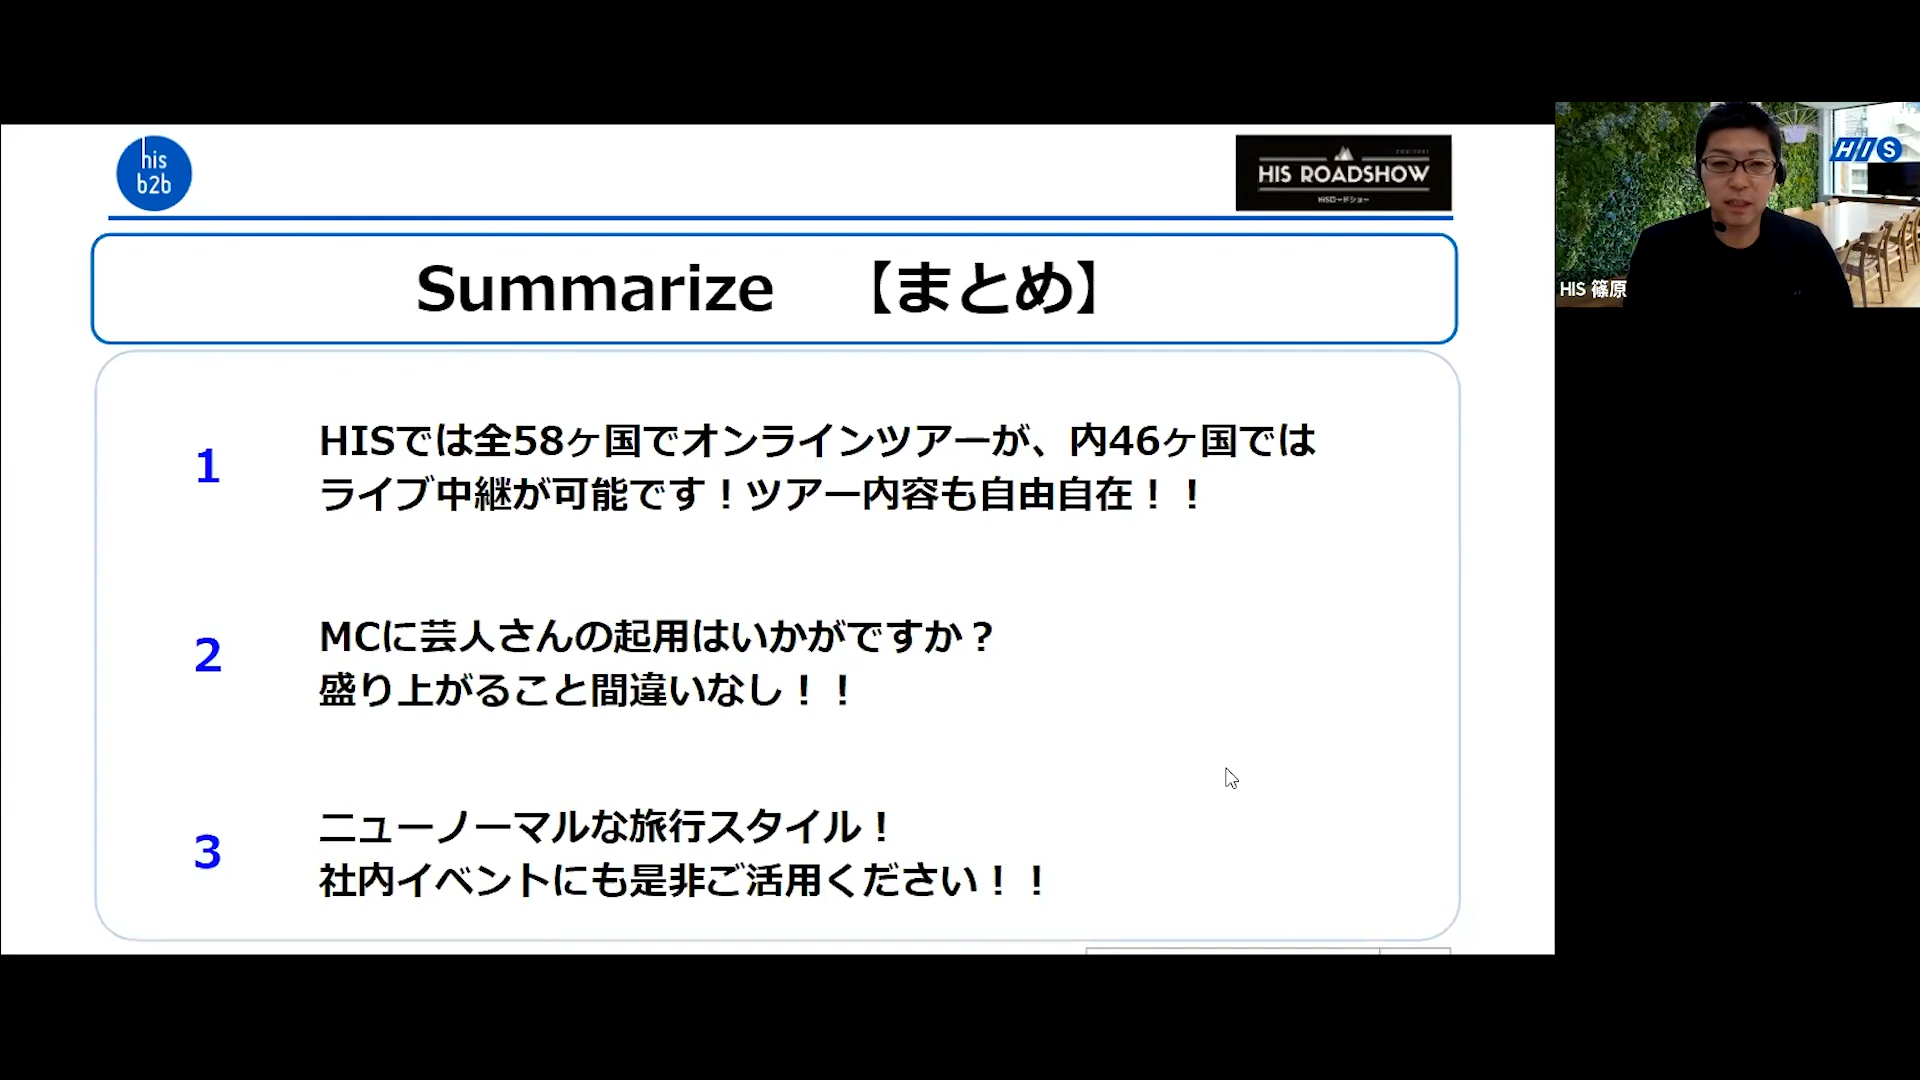 his
b2b
HIS ROADSHOW
HISロードショー
Summarize 【まとめ】
1
HISでは全58ヶ国でオンラインツアーが、内46ヶ国では
ライブ中継が可能です！ツアー内容も自由自在！！
2
MCに芸人さんの起用はいかがですか？
盛り上がること間違いなし！！
3
ニューノーマルな旅行スタイル！
社内イベントにも是非ご活用ください！！
HIS
HIS 篠原